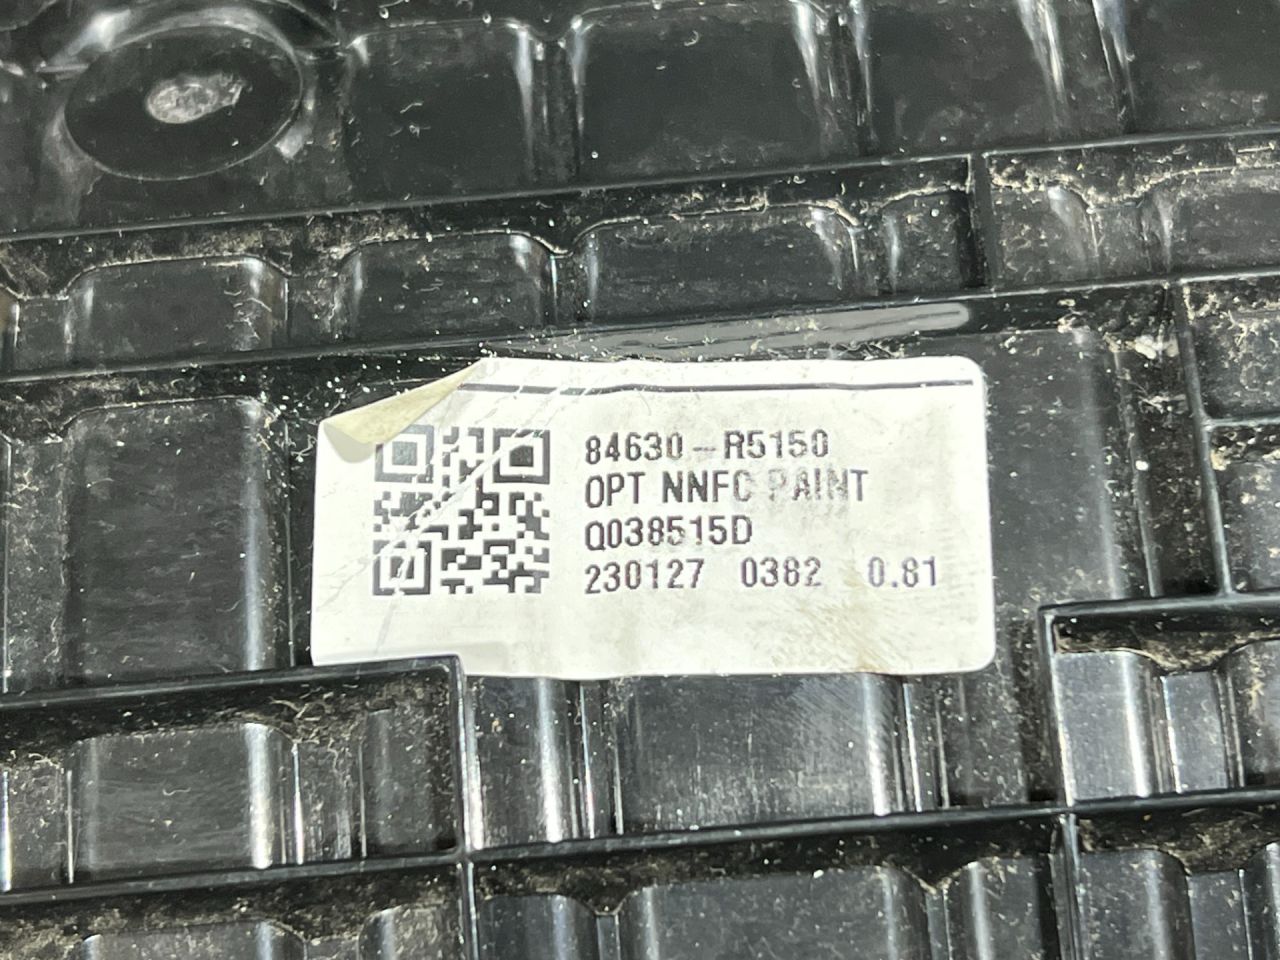 84630-R5150
OPT NNFC PAINT
Q038515D
230127 0382 0.81